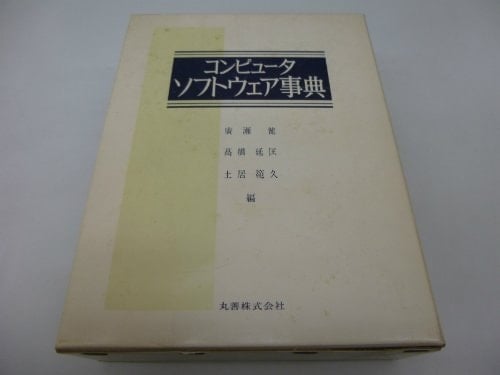 コンピュータ
ソフトウェア事典
廣瀬 健
高橋 延匡
土居 範久
編
丸善株式会社